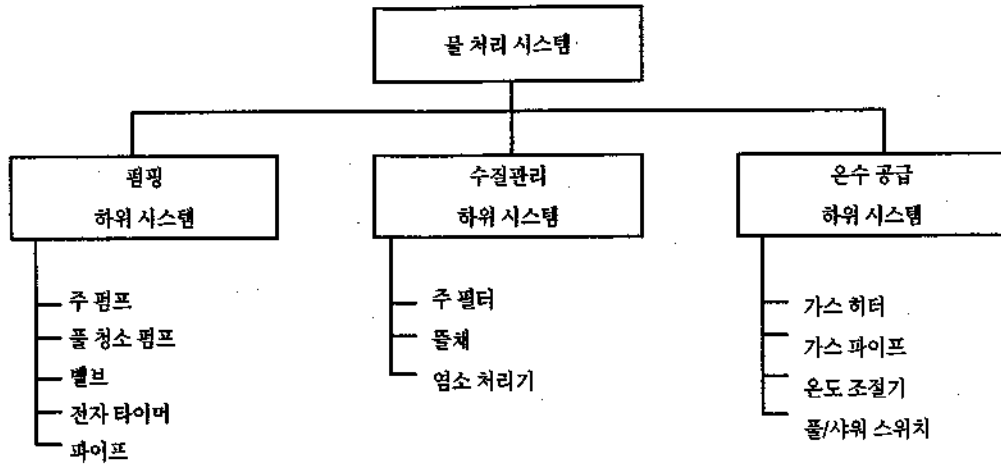 물 처리 시스템
펌핑
하위 시스템
수질관리
하위 시스템
온수 공급
하위 시스템
주 펌프
풀 청소 펌프
벨브
전자 타이머
파이프
주 필터
뜰채
염소 처리기
가스 히터
가스 파이프
온도 조절기
풀/샤워 스위치